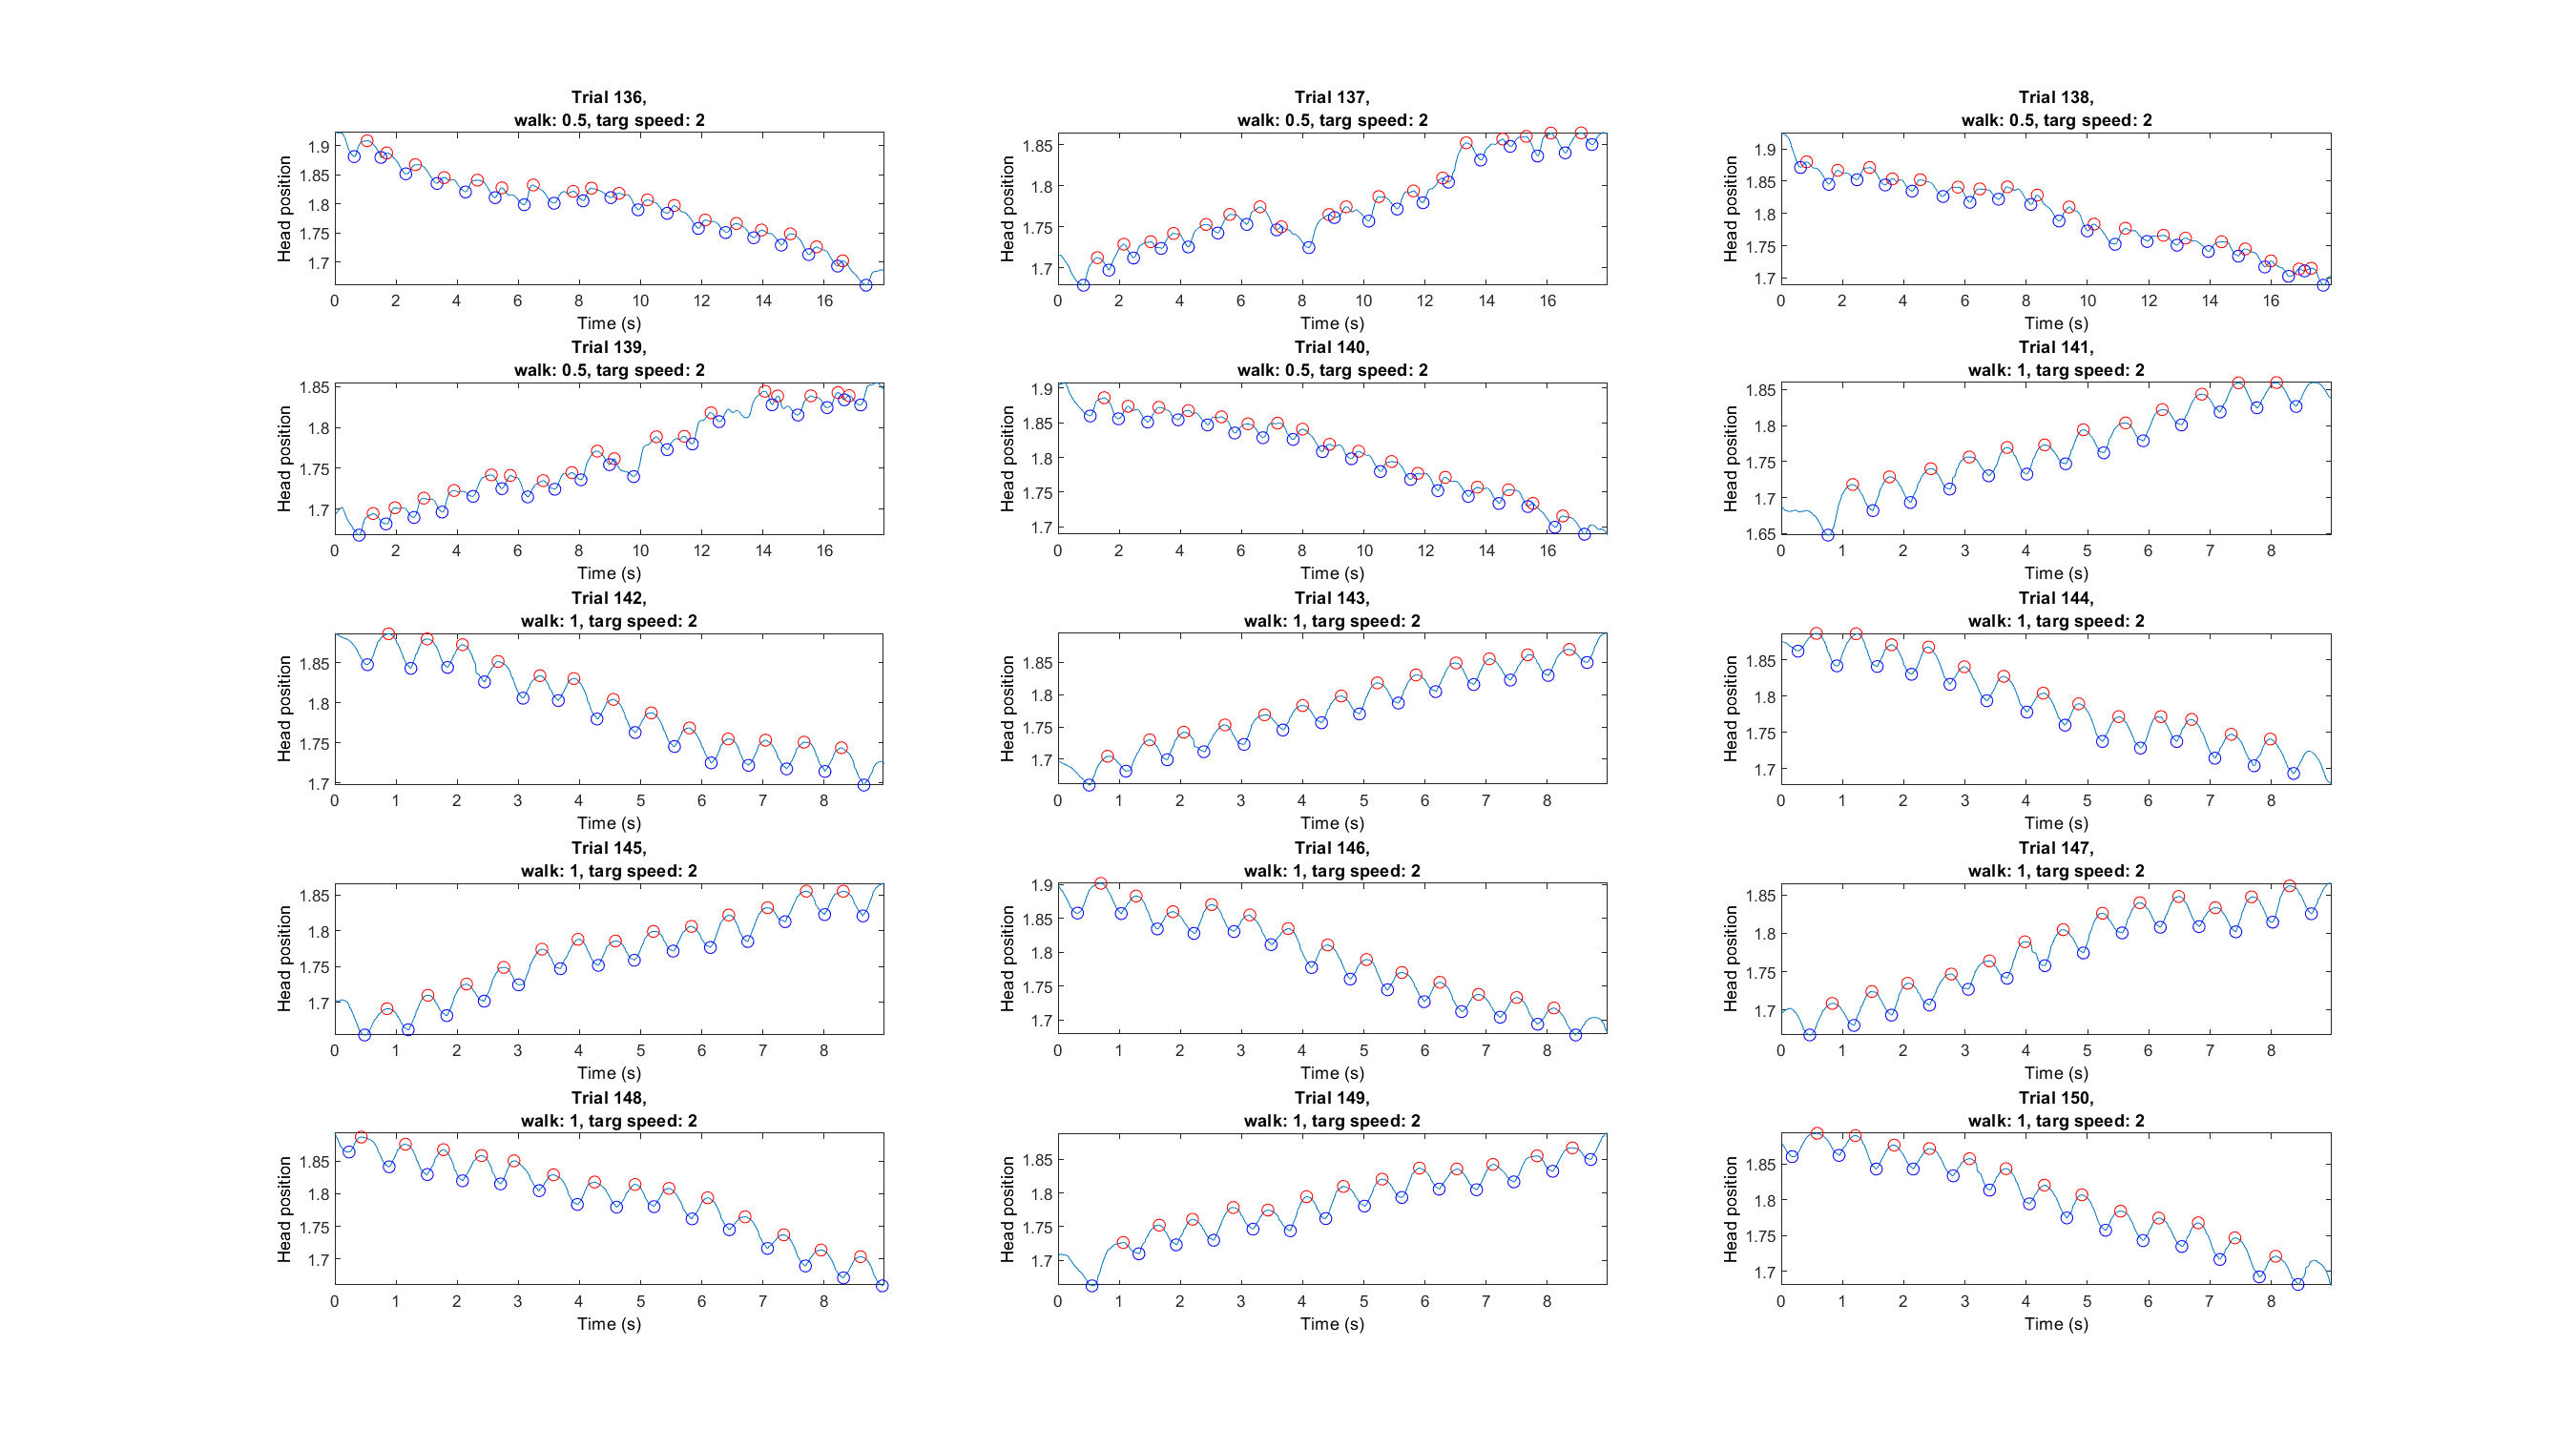 Trial 136,
walk: 0.5, targ speed: 2
Head position
1.9
1.85
1.8
1.75
1.7
0 2 4 6 8 10 12 14 16
Time (s)
Trial 137,
walk: 0.5, targ speed: 2
Head position
1.85
1.8
1.75
1.7
0 2 4 6 8 10 12 14 16
Time (s)
Trial 138,
walk: 0.5, targ speed: 2
Head position
1.9
1.85
1.8
1.75
1.7
0 2 4 6 8 10 12 14 16
Time (s)
Trial 139,
walk: 0.5, targ speed: 2
Head position
1.85
1.8
1.75
1.7
0 2 4 6 8 10 12 14 16
Time (s)
Trial 140,
walk: 0.5, targ speed: 2
Head position
1.9
1.85
1.8
1.75
1.7
0 2 4 6 8 10 12 14 16
Time (s)
Trial 141,
walk: 1, targ speed: 2
Head position
1.85
1.8
1.75
1.7
1.65
0 1 2 3 4 5 6 7 8
Time (s)
Trial 142,
walk: 1, targ speed: 2
Head position
1.85
1.8
1.75
1.7
0 1 2 3 4 5 6 7 8
Time (s)
Trial 143,
walk: 1, targ speed: 2
Head position
1.85
1.8
1.75
1.7
0 1 2 3 4 5 6 7 8
Time (s)
Trial 144,
walk: 1, targ speed: 2
Head position
1.85
1.8
1.75
1.7
0 1 2 3 4 5 6 7 8
Time (s)
Trial 145,
walk: 1, targ speed: 2
Head position
1.85
1.8
1.75
1.7
0 1 2 3 4 5 6 7 8
Time (s)
Trial 146,
walk: 1, targ speed: 2
Head position
1.9
1.85
1.8
1.75
1.7
0 1 2 3 4 5 6 7 8
Time (s)
Trial 147,
walk: 1, targ speed: 2
Head position
1.85
1.8
1.75
1.7
0 1 2 3 4 5 6 7 8
Time (s)
Trial 148,
walk: 1, targ speed: 2
Head position
1.85
1.8
1.75
1.7
0 1 2 3 4 5 6 7 8
Time (s)
Trial 149,
walk: 1, targ speed: 2
Head position
1.85
1.8
1.75
1.7
0 1 2 3 4 5 6 7 8
Time (s)
Trial 150,
walk: 1, targ speed: 2
Head position
1.85
1.8
1.75
1.7
0 1 2 3 4 5 6 7 8
Time (s)